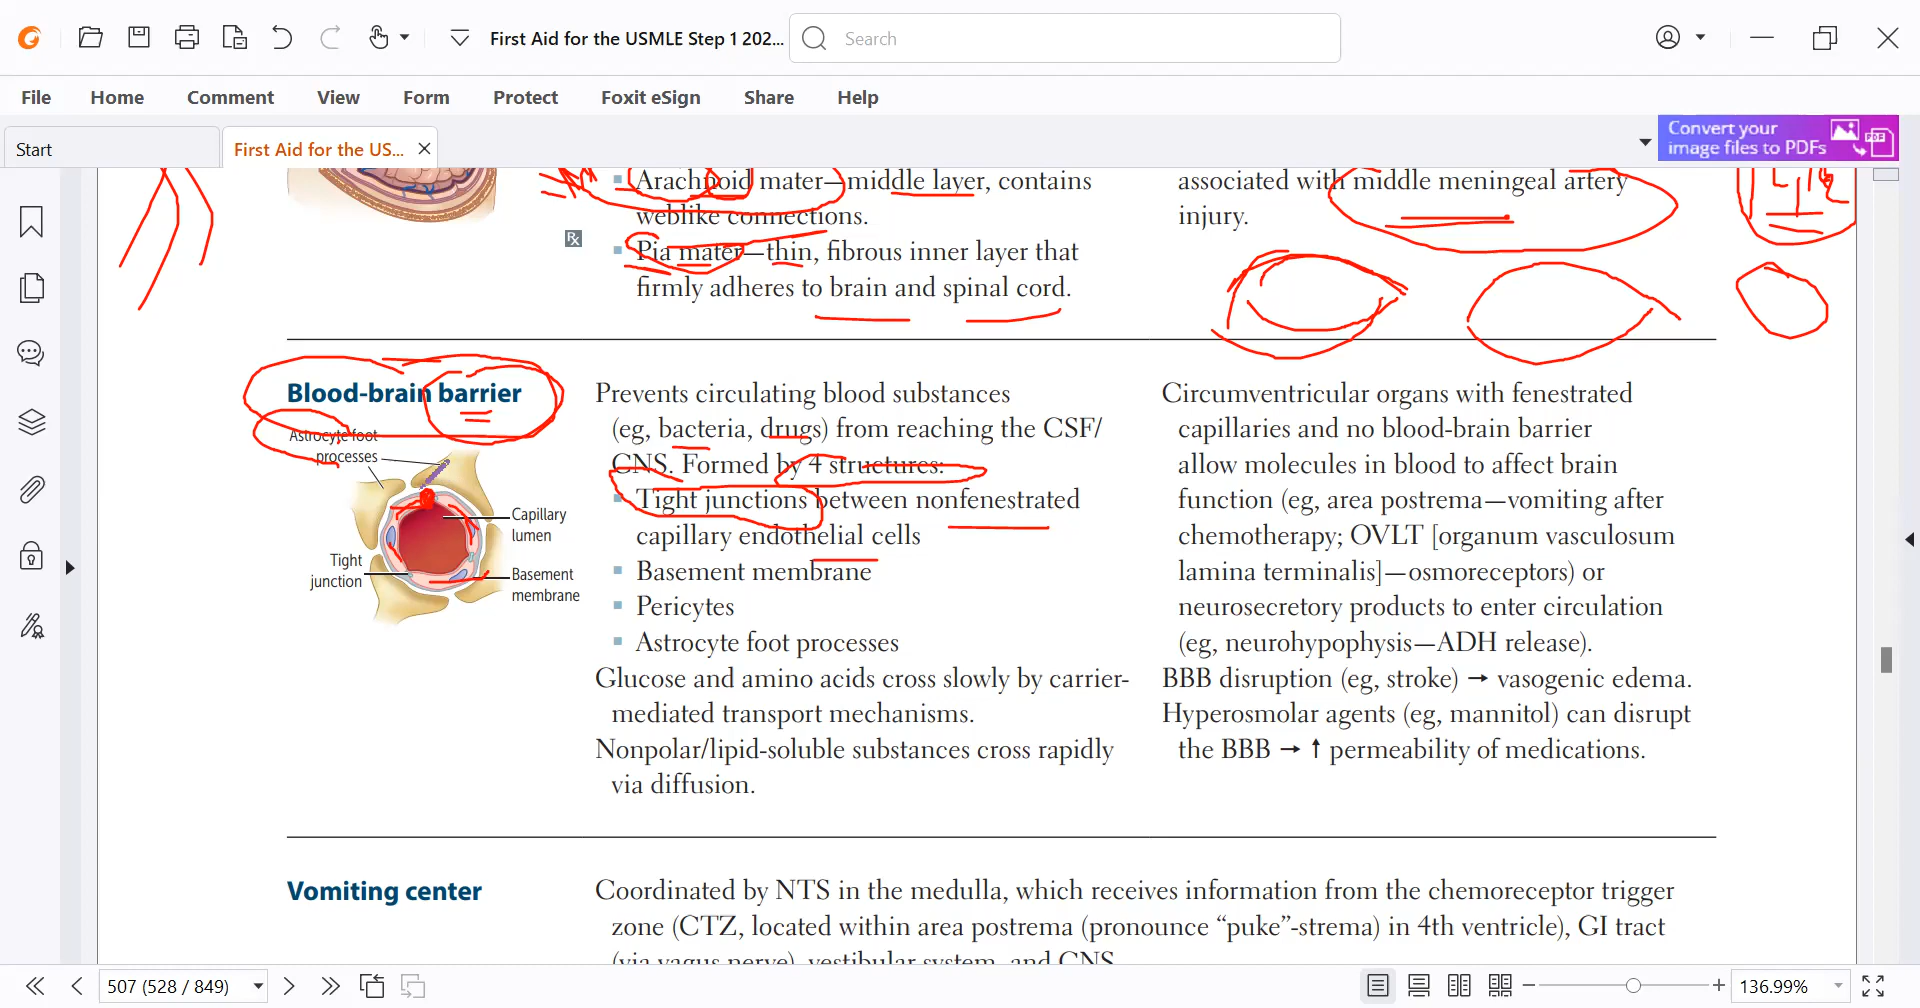 First Aid for the USMLE Step 1 202...
Search
File Home Comment View Form Protect Foxit eSign Share Help
Start
First Aid for the US...
Convert your
image files to PDFs
Arachnoid mater—middle layer, contains
weblike connections.
Pia mater—thin, fibrous inner layer that
firmly adheres to brain and spinal cord.
associated with middle meningeal artery
injury.
Rx
Blood-brain barrier
Astrocyte foot
processes
Capillary
lumen
Tight
junction
Basement
membrane
Prevents circulating blood substances
(eg, bacteria, drugs) from reaching the CSF/
CNS. Formed by 4 structures:
Tight junctions between nonfenestrated
capillary endothelial cells
Basement membrane
Pericytes
Astrocyte foot processes
Glucose and amino acids cross slowly by carrier-
mediated transport mechanisms.
Nonpolar/lipid-soluble substances cross rapidly
via diffusion.
Circumventricular organs with fenestrated
capillaries and no blood-brain barrier
allow molecules in blood to affect brain
function (eg, area postrema—vomiting after
chemotherapy; OVLT [organum vasculosum
lamina terminalis]—osmoreceptors) or
neurosecretory products to enter circulation
(eg, neurohypophysis—ADH release).
BBB disruption (eg, stroke) → vasogenic edema.
Hyperosmolar agents (eg, mannitol) can disrupt
the BBB → ↑ permeability of medications.
Vomiting center
Coordinated by NTS in the medulla, which receives information from the chemoreceptor trigger
zone (CTZ, located within area postrema (pronounce “puke”-strema) in 4th ventricle), GI tract
(via vagus nerve), vestibular system, and CNS.
507 (528 / 849)
136.99%